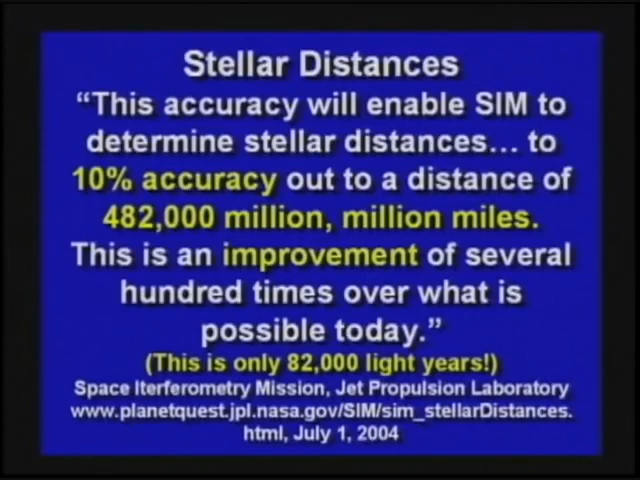 Stellar Distances
“This accuracy will enable SIM to
determine stellar distances... to
10% accuracy out to a distance of
482,000 million, million miles.
This is an improvement of several
hundred times over what is
possible today.”
(This is only 82,000 light years!)
Space Iterferometry Mission, Jet Propulsion Laboratory
www.planetquest.jpl.nasa.gov/SIM/sim_stellarDistances.
html, July 1, 2004